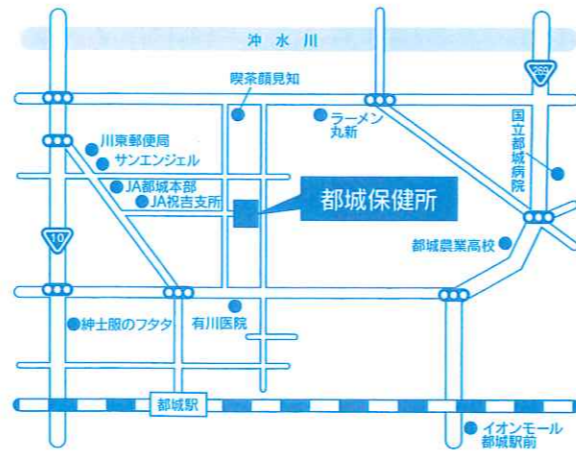 沖水川
269
喫茶顔見知
ラーメン
丸新
国立都城病院
川東郵便局
サンエンジェル
JA都城本部
JA祝吉支所
都城保健所
都城農業高校
10
紳士服のフタタ
有川医院
都城駅
イオンモール
都城駅前